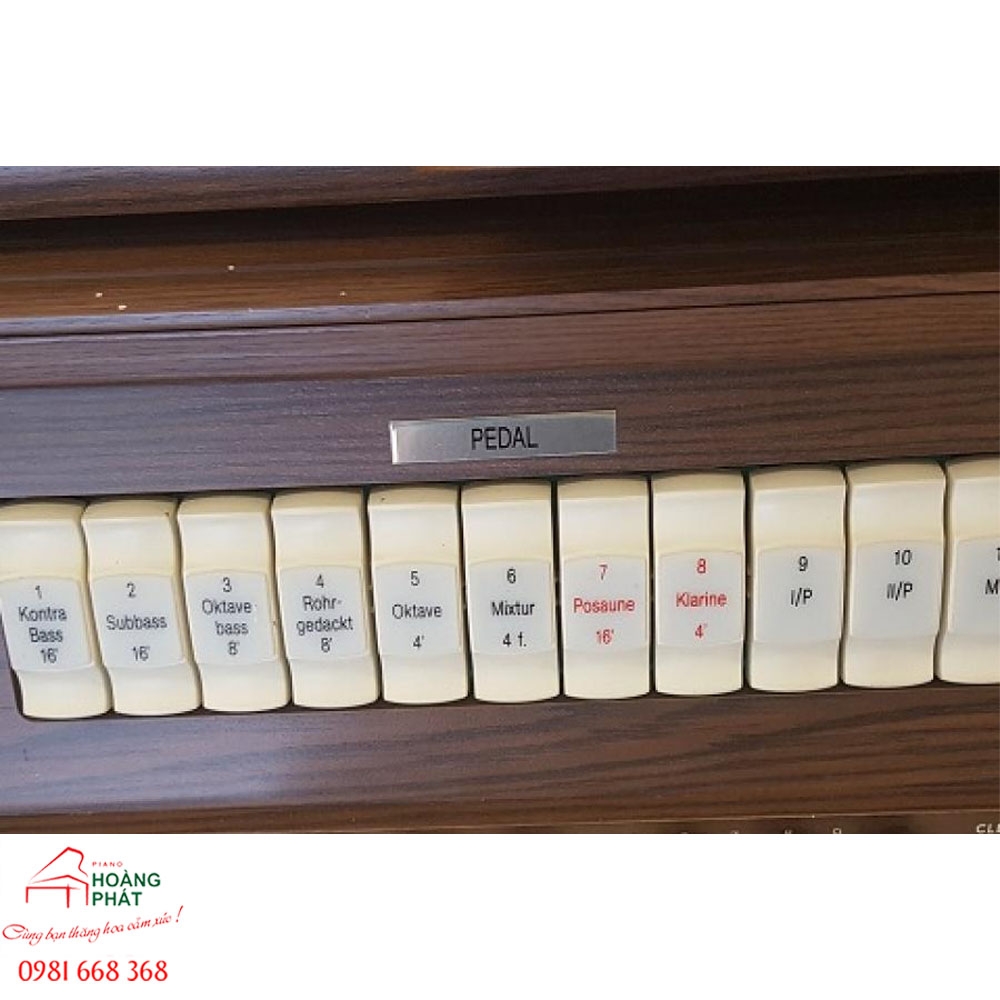 PEDAL
1
Kontra
Bass
16'
2
Subbass
16'
3
Oktave
bass
8'
4
Rohr-
gedackt
8'
5
Oktave
4'
6
Mixtur
4 f.
7
Posaune
16'
8
Klarine
4'
9
I/P
10
II/P
PIANO
HOÀNG
PHÁT
Cùng bạn thăng hoa cảm xúc !
0981 668 368